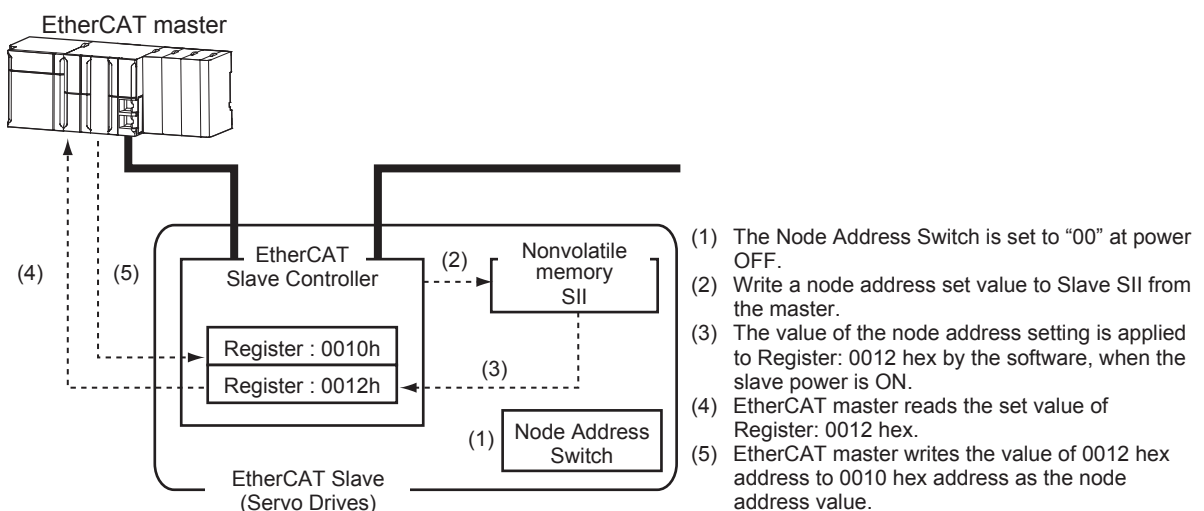 EtherCAT master
(4)
(5)
EtherCAT
Slave Controller
(2)
Nonvolatile
memory
SII
Register : 0010h
Register : 0012h
(3)
(1)
Node Address
Switch
EtherCAT Slave
(Servo Drives)
(1) The Node Address Switch is set to “00” at power
OFF.
(2) Write a node address set value to Slave SII from
the master.
(3) The value of the node address setting is applied
to Register: 0012 hex by the software, when the
slave power is ON.
(4) EtherCAT master reads the set value of
Register: 0012 hex.
(5) EtherCAT master writes the value of 0012 hex
address to 0010 hex address as the node
address value.